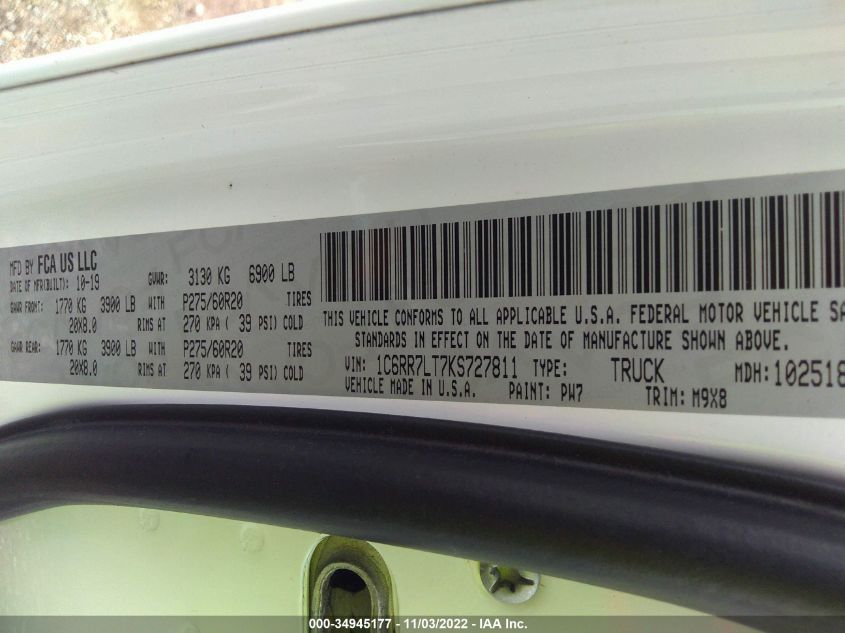 MFD BY FCA US LLC
DATE OF MFR(BUILT): 10-19 GVWR: 3130 KG 6900 LB
GAWR FRONT: 1770 KG 3900 LB WITH P275/60R20 TIRES
20X8.0 RIMS AT 270 KPA ( 39 PSI) COLD
GAWR REAR: 1770 KG 3900 LB WITH P275/60R20 TIRES
20X8.0 RIMS AT 270 KPA ( 39 PSI) COLD
THIS VEHICLE CONFORMS TO ALL APPLICABLE U.S.A. FEDERAL MOTOR VEHICLE SA
STANDARDS IN EFFECT ON THE DATE OF MANUFACTURE SHOWN ABOVE.
VIN: 1C6RR7LT7KS727811 TYPE: TRUCK MDH: 102518
VEHICLE MADE IN U.S.A. PAINT: PW7 TRIM: M9X8
000-34945177 - 11/03/2022 - IAA Inc.